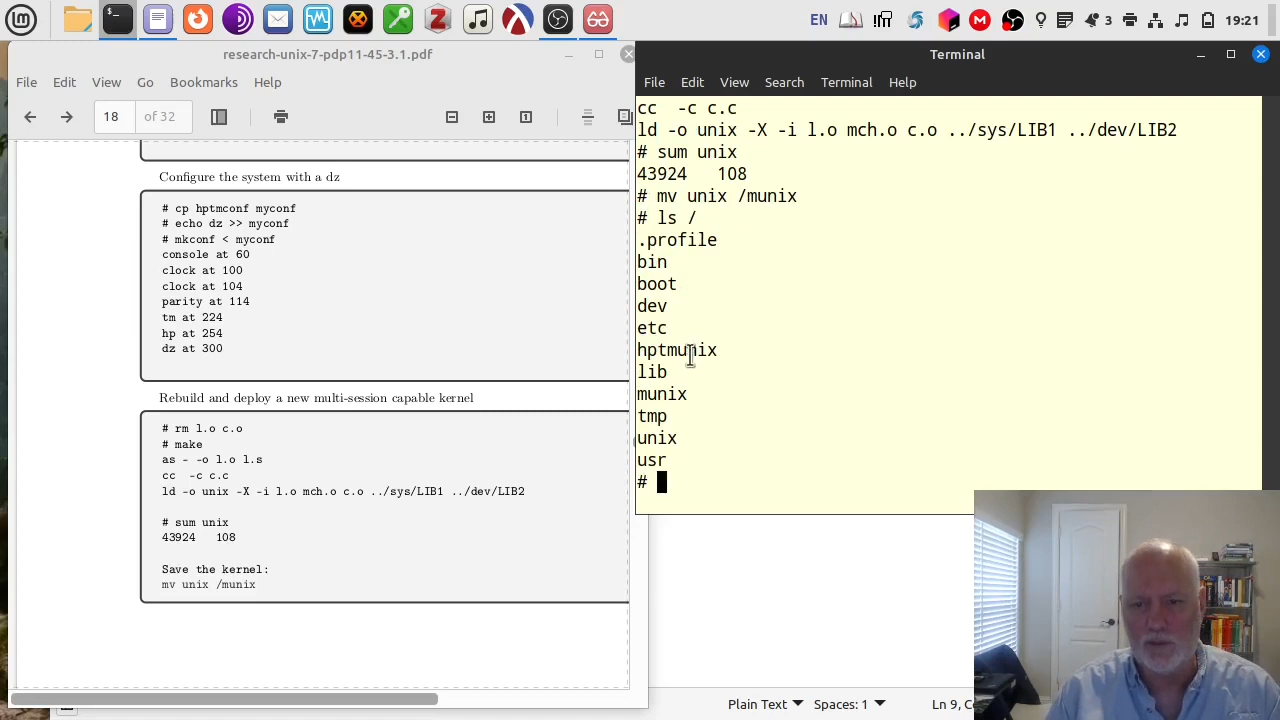 EN
3
19:21
research-unix-7-pdp11-45-3.1.pdf
File Edit View Go Bookmarks Help
18 of 32
Configure the system with a dz
# cp hptmconf myconf
# echo dz >> myconf
# mkconf < myconf
console at 60
clock at 100
clock at 104
parity at 114
tm at 224
hp at 254
dz at 300
Rebuild and deploy a new multi-session capable kernel
# rm l.o c.o
# make
as - -o l.o l.s
cc  -c c.c
ld -o unix -X -i l.o mch.o c.o ../sys/LIB1 ../dev/LIB2
# sum unix
43924   108
Save the kernel:
mv unix /munix
Terminal
File Edit View Search Terminal Help
cc  -c c.c
ld -o unix -X -i l.o mch.o c.o ../sys/LIB1 ../dev/LIB2
# sum unix
43924   108
# mv unix /munix
# ls /
.profile
bin
boot
dev
etc
hptmunix
lib
munix
tmp
unix
usr
#
Plain Text Spaces: 1 Ln 9,